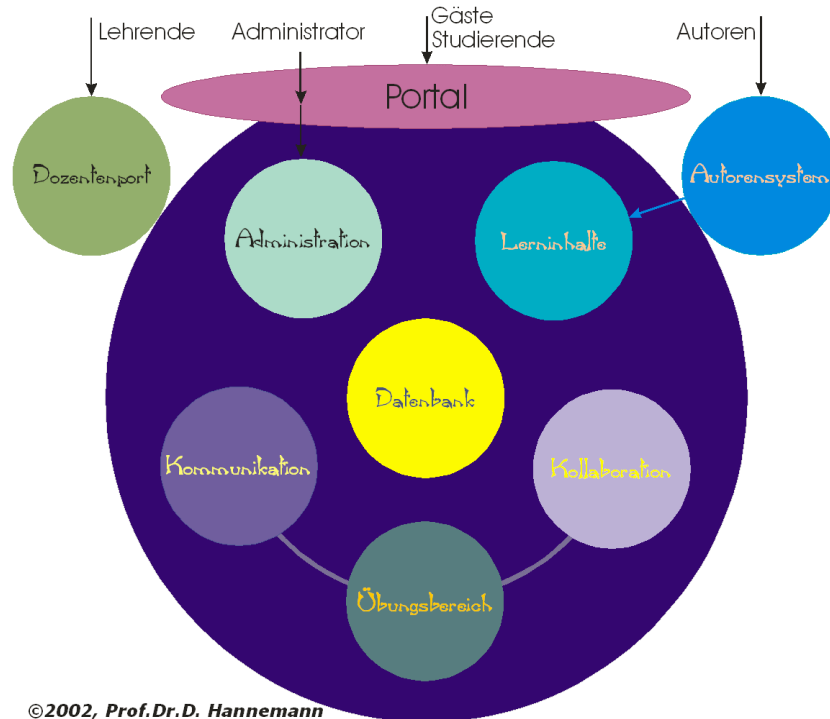 Lehrende
Administrator
Gäste
Studierende
Autoren
Portal
Dozentenport
Autorensystem
Administration
Lerninhalte
Datenbank
Kommunikation
Kollaboration
Übungsbereich
©2002, Prof.Dr.D. Hannemann